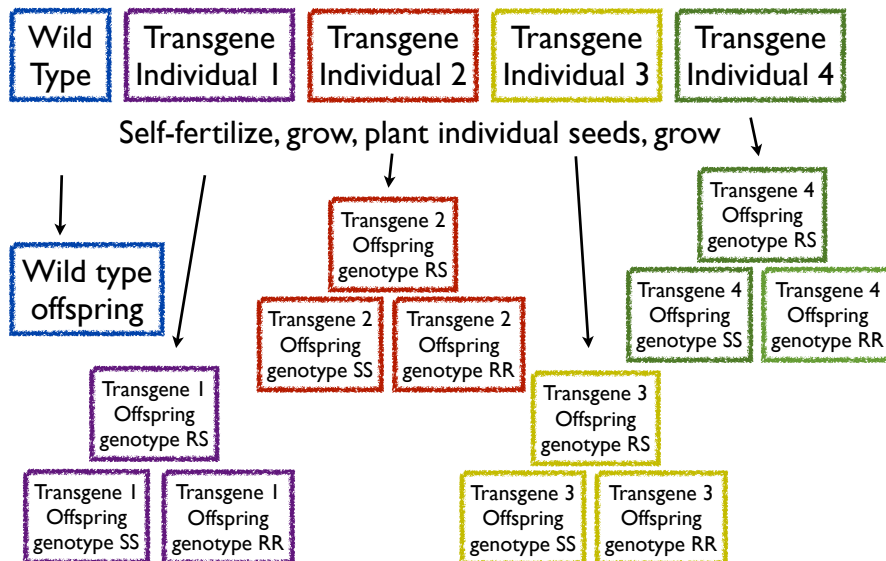 Wild
Type
Transgene
Individual 1
Transgene
Individual 2
Transgene
Individual 3
Transgene
Individual 4
Self-fertilize, grow, plant individual seeds, grow
Wild type
offspring
Transgene 1
Offspring
genotype RS
Transgene 1
Offspring
genotype SS
Transgene 1
Offspring
genotype RR
Transgene 2
Offspring
genotype RS
Transgene 2
Offspring
genotype SS
Transgene 2
Offspring
genotype RR
Transgene 3
Offspring
genotype RS
Transgene 3
Offspring
genotype SS
Transgene 3
Offspring
genotype RR
Transgene 4
Offspring
genotype RS
Transgene 4
Offspring
genotype SS
Transgene 4
Offspring
genotype RR